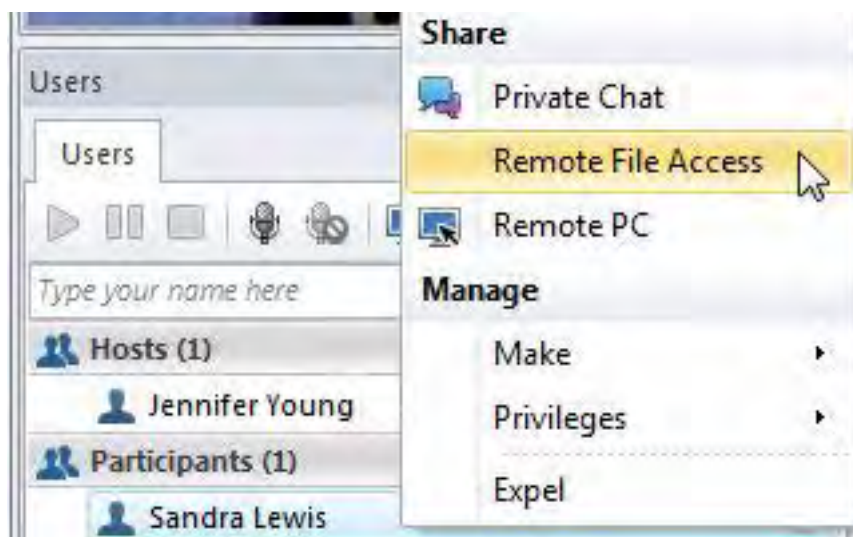 Users
Users
Type your name here
Hosts (1)
Jennifer Young
Participants (1)
Sandra Lewis
Share
Private Chat
Remote File Access
Remote PC
Manage
Make
Privileges
Expel